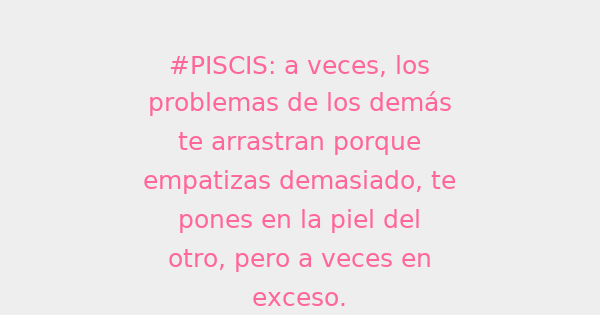 #PISCIS: a veces, los
problemas de los demás
te arrastran porque
empatizas demasiado, te
pones en la piel del
otro, pero a veces en
exceso.